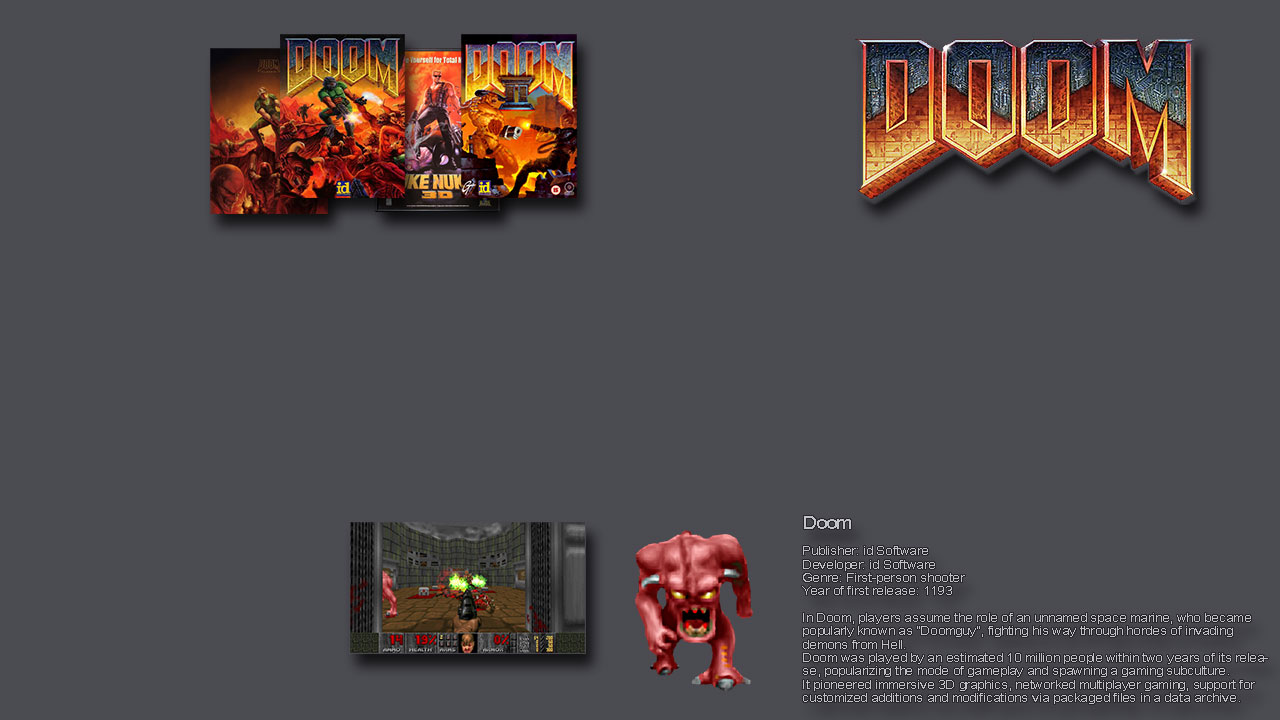 DOOM
DOOM
e Yourself for Total
DOOM
II
id
KE NUK
3D
id
DOOM
Doom
Publisher: id Software
Developer: id Software
Genre: First-person shooter
Year of first release: 1193
In Doom, players assume the role of an unnamed space marine, who became
popularly known as "Doomguy", fighting his way through hordes of invading
demons from Hell.
Doom was played by an estimated 10 million people within two years of its relea-
se, popularizing the mode of gameplay and spawning a gaming subculture.
It pioneered immersive 3D graphics, networked multiplayer gaming, support for
customized additions and modifications via packaged files in a data archive.
AMMO HEALTH ARMS ARMOR